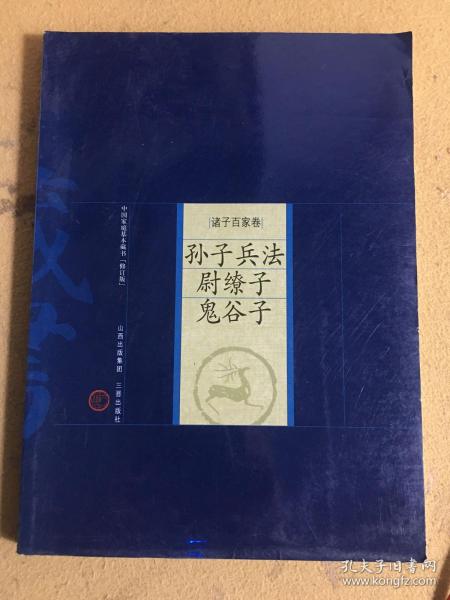 诸子百家卷
孙子兵法
尉缭子
鬼谷子
中国家庭基本藏书「修订版」
山西出版集团 三晋出版社
孔夫子旧书网
www.kongfz.com